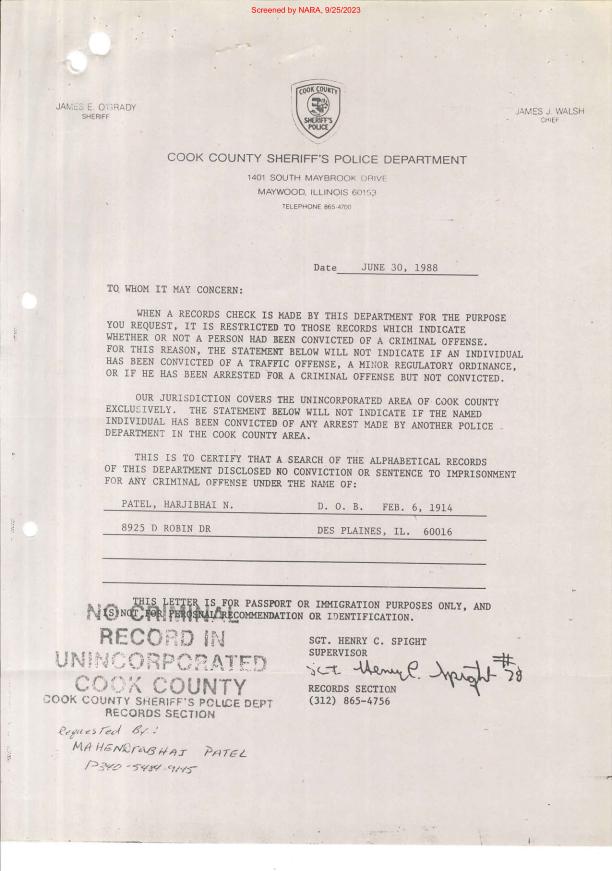 Screened by NARA, 9/25/2023
JAMES E. O'GRADY
SHERIFF
COOK COUNTY
SHERIFF'S
POLICE
JAMES J. WALSH
CHIEF
COOK COUNTY SHERIFF'S POLICE DEPARTMENT
1401 SOUTH MAYBROOK DRIVE
MAYWOOD, ILLINOIS 60153
TELEPHONE 865-4700
Date JUNE 30, 1988
TO WHOM IT MAY CONCERN:
WHEN A RECORDS CHECK IS MADE BY THIS DEPARTMENT FOR THE PURPOSE
YOU REQUEST, IT IS RESTRICTED TO THOSE RECORDS WHICH INDICATE
WHETHER OR NOT A PERSON HAD BEEN CONVICTED OF A CRIMINAL OFFENSE.
FOR THIS REASON, THE STATEMENT BELOW WILL NOT INDICATE IF AN INDIVIDUAL
HAS BEEN CONVICTED OF A TRAFFIC OFFENSE, A MINOR REGULATORY ORDINANCE,
OR IF HE HAS BEEN ARRESTED FOR A CRIMINAL OFFENSE BUT NOT CONVICTED.
OUR JURISDICTION COVERS THE UNINCORPORATED AREA OF COOK COUNTY
EXCLUSIVELY. THE STATEMENT BELOW WILL NOT INDICATE IF THE NAMED
INDIVIDUAL HAS BEEN CONVICTED OF ANY ARREST MADE BY ANOTHER POLICE
DEPARTMENT IN THE COOK COUNTY AREA.
THIS IS TO CERTIFY THAT A SEARCH OF THE ALPHABETICAL RECORDS
OF THIS DEPARTMENT DISCLOSED NO CONVICTION OR SENTENCE TO IMPRISONMENT
FOR ANY CRIMINAL OFFENSE UNDER THE NAME OF:
PATEL, HARJIBHAI N. D. O. B. FEB. 6, 1914
8925 D ROBIN DR DES PLAINES, IL. 60016
THIS LETTER IS FOR PASSPORT OR IMMIGRATION PURPOSES ONLY, AND
IS NOT FOR PEROSNAL RECOMMENDATION OR IDENTIFICATION.
NO CRIMINAL
RECORD IN
UNINCORPORATED
COOK COUNTY
COOK COUNTY SHERIFF'S POLICE DEPT
RECORDS SECTION
SGT. HENRY C. SPIGHT
SUPERVISOR
Sgt Henry C. Spight #28
RECORDS SECTION
(312) 865-4756
Requested By:
MAHENDRABHAI PATEL
P340-5484-9145